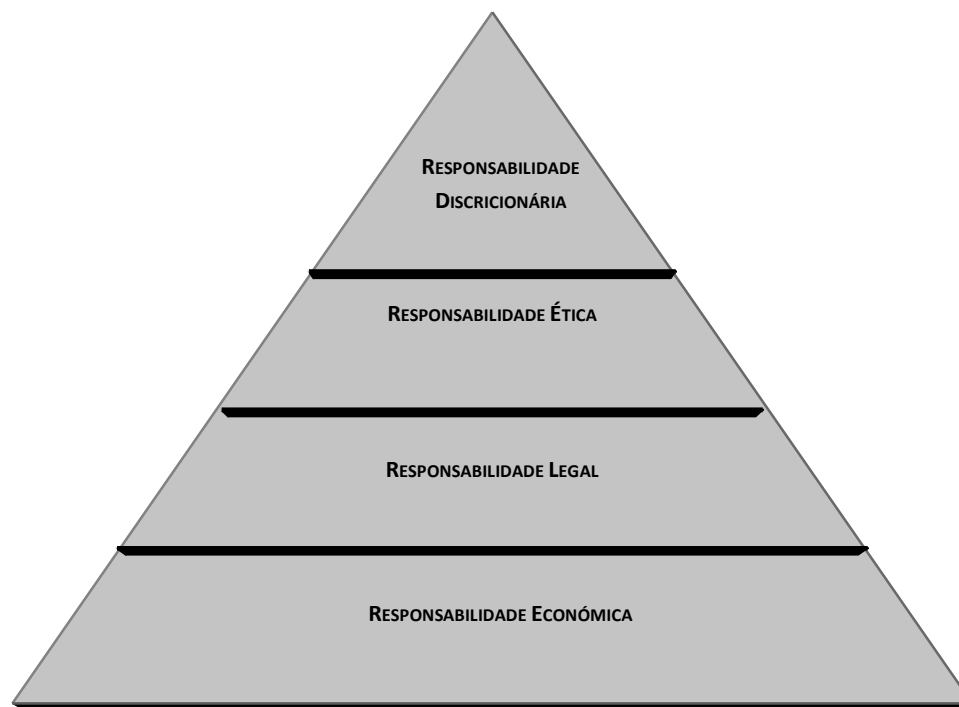 RESPONSABILIDADE
DISCRICIONÁRIA
RESPONSABILIDADE ÉTICA
RESPONSABILIDADE LEGAL
RESPONSABILIDADE ECONÓMICA